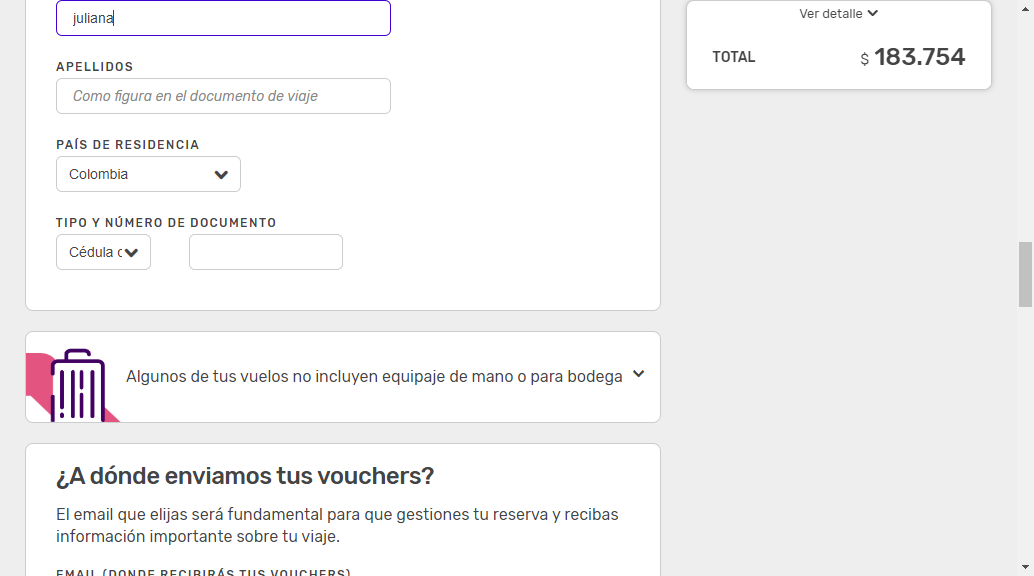 juliana
APELLIDOS
Como figura en el documento de viaje
PAÍS DE RESIDENCIA
Colombia
TIPO Y NÚMERO DE DOCUMENTO
Cédula c
Algunos de tus vuelos no incluyen equipaje de mano o para bodega
¿A dónde enviamos tus vouchers?
El email que elijas será fundamental para que gestiones tu reserva y recibas
información importante sobre tu viaje.
EMAIL (DONDE RECIBIRÁS TUS VOUCHERS)
Ver detalle
TOTAL $ 183.754